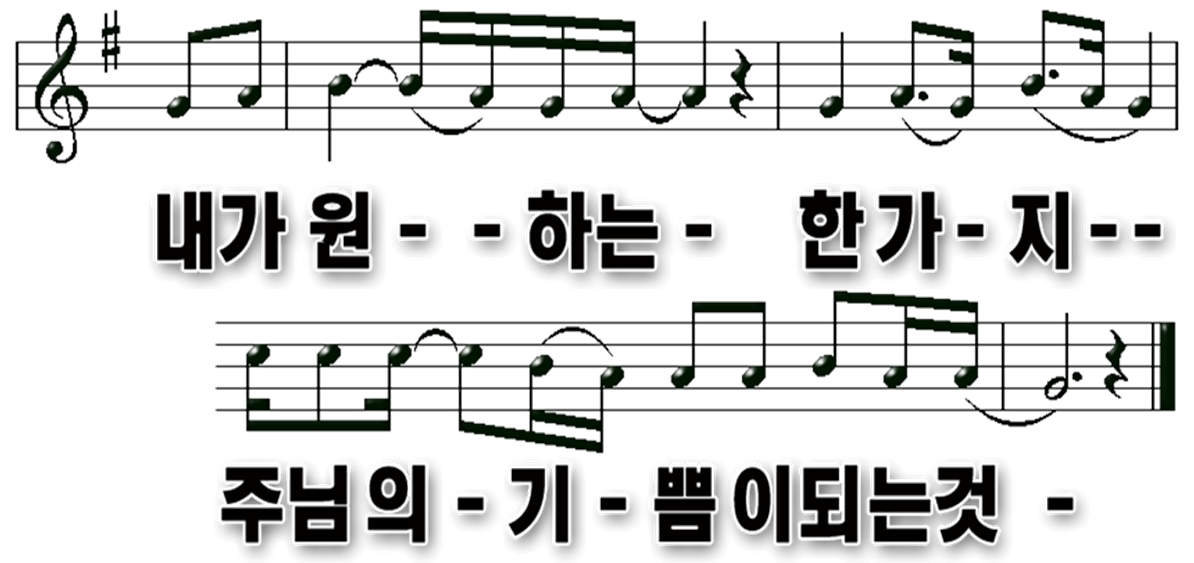 내가 원 - - 하는 - 한 가 - 지 - -
주님의 - 기 - 쁨 이되는것 -